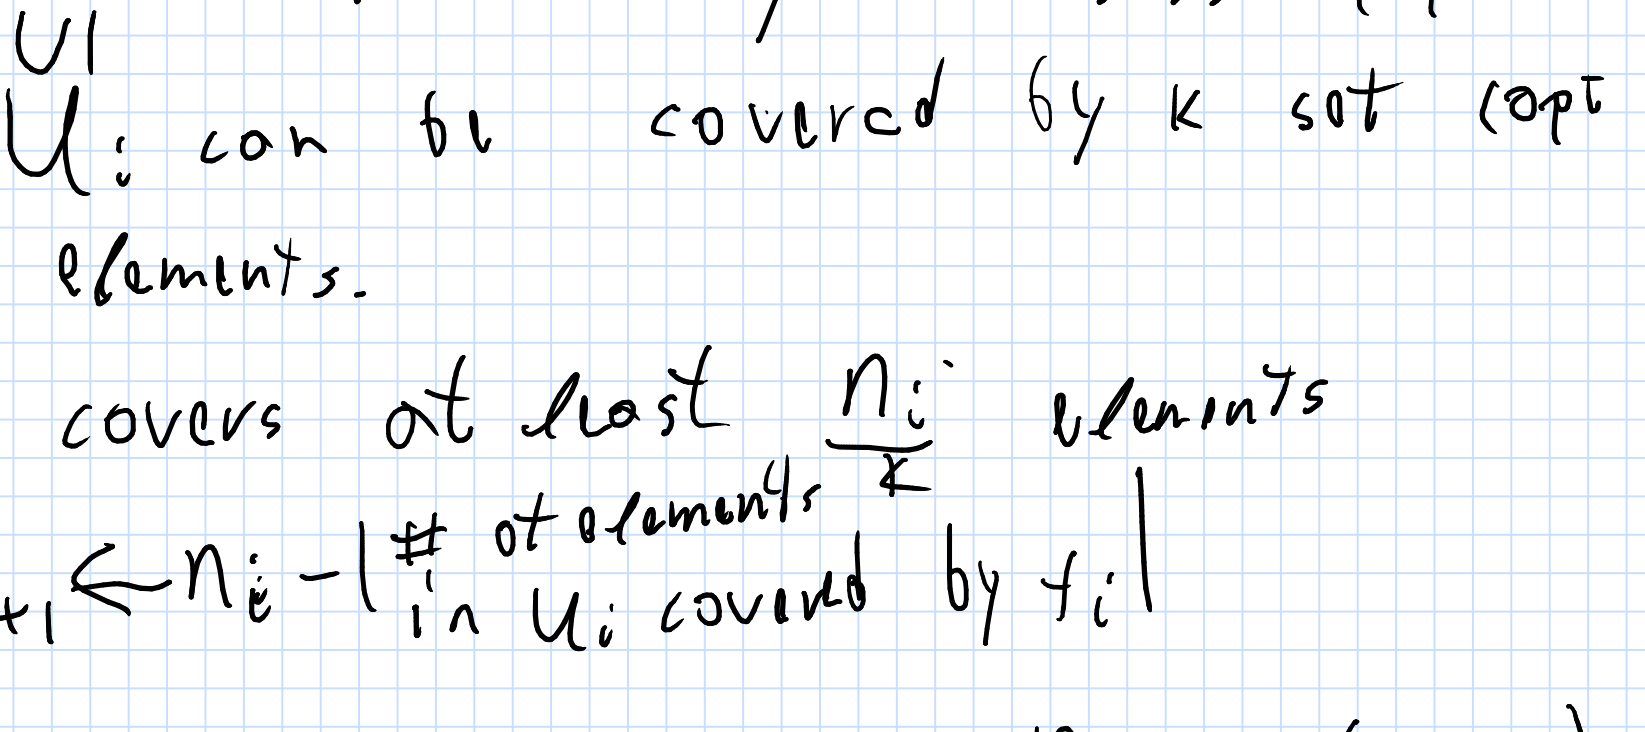 U|
Ui can be covered by k set (opt
elements.
covers at least ni/k elements
+1 ← ni - | # of elements
in Ui covered by fi |